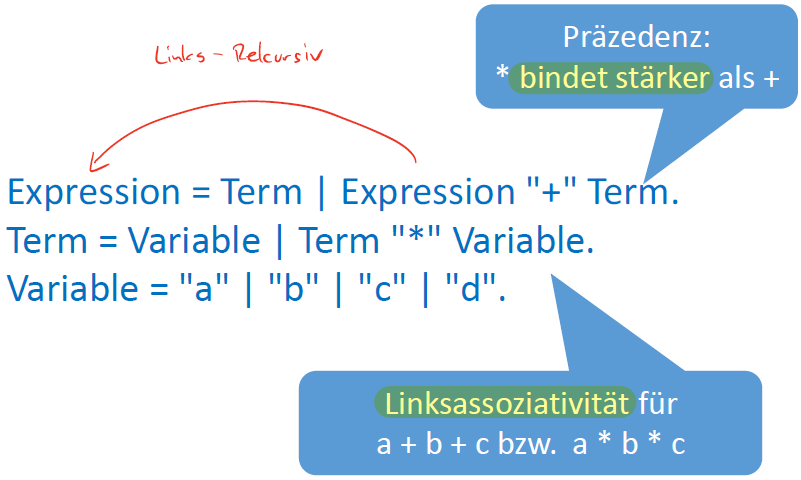 Präzedenz:
* bindet stärker als +
Links - Rekursiv
Expression = Term | Expression "+" Term.
Term = Variable | Term "*" Variable.
Variable = "a" | "b" | "c" | "d".
Linksassoziativität für
a + b + c bzw. a * b * c